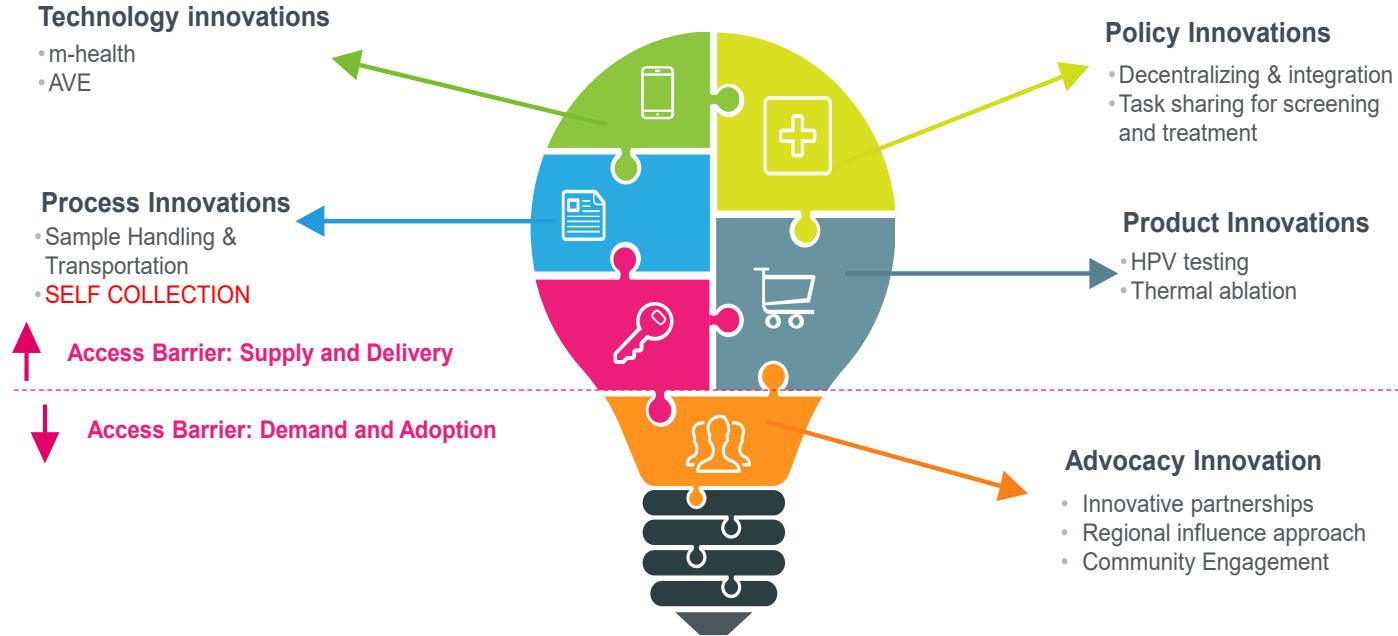 Technology innovations
• m-health
• AVE
Process Innovations
• Sample Handling &
Transportation
• SELF COLLECTION
Access Barrier: Supply and Delivery
Access Barrier: Demand and Adoption
Policy Innovations
• Decentralizing & integration
• Task sharing for screening
and treatment
Product Innovations
• HPV testing
• Thermal ablation
Advocacy Innovation
• Innovative partnerships
• Regional influence approach
• Community Engagement